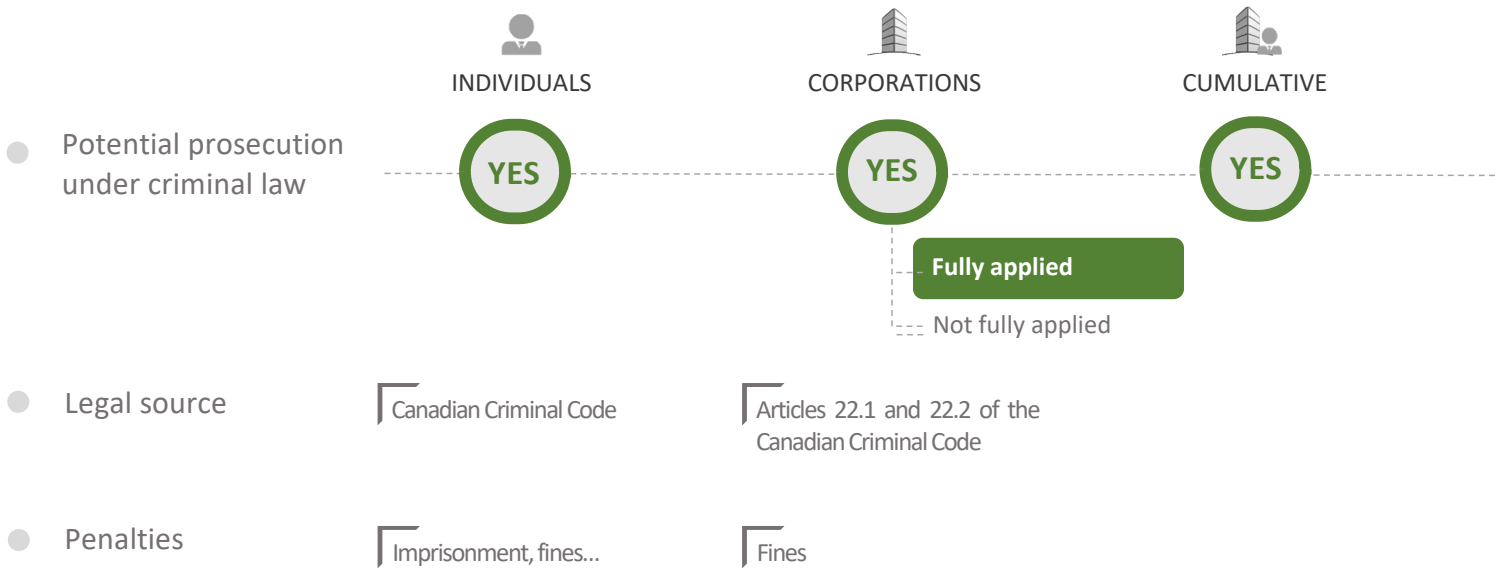 INDIVIDUALS
CORPORATIONS
CUMULATIVE
Potential prosecution
under criminal law
YES
YES
YES
Fully applied
Not fully applied
Legal source
Canadian Criminal Code
Articles 22.1 and 22.2 of the
Canadian Criminal Code
Penalties
Imprisonment, fines...
Fines